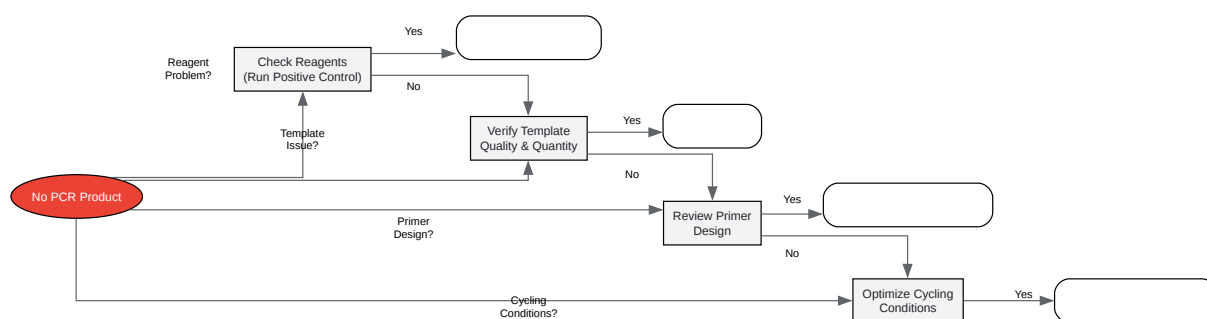 Yes
Reagent
Problem?
Check Reagents
(Run Positive Control)
No
Template
Issue?
Verify Template
Quality & Quantity
Yes
No
No PCR Product
Primer
Design?
Review Primer
Design
Yes
No
Cycling
Conditions?
Optimize Cycling
Conditions
Yes